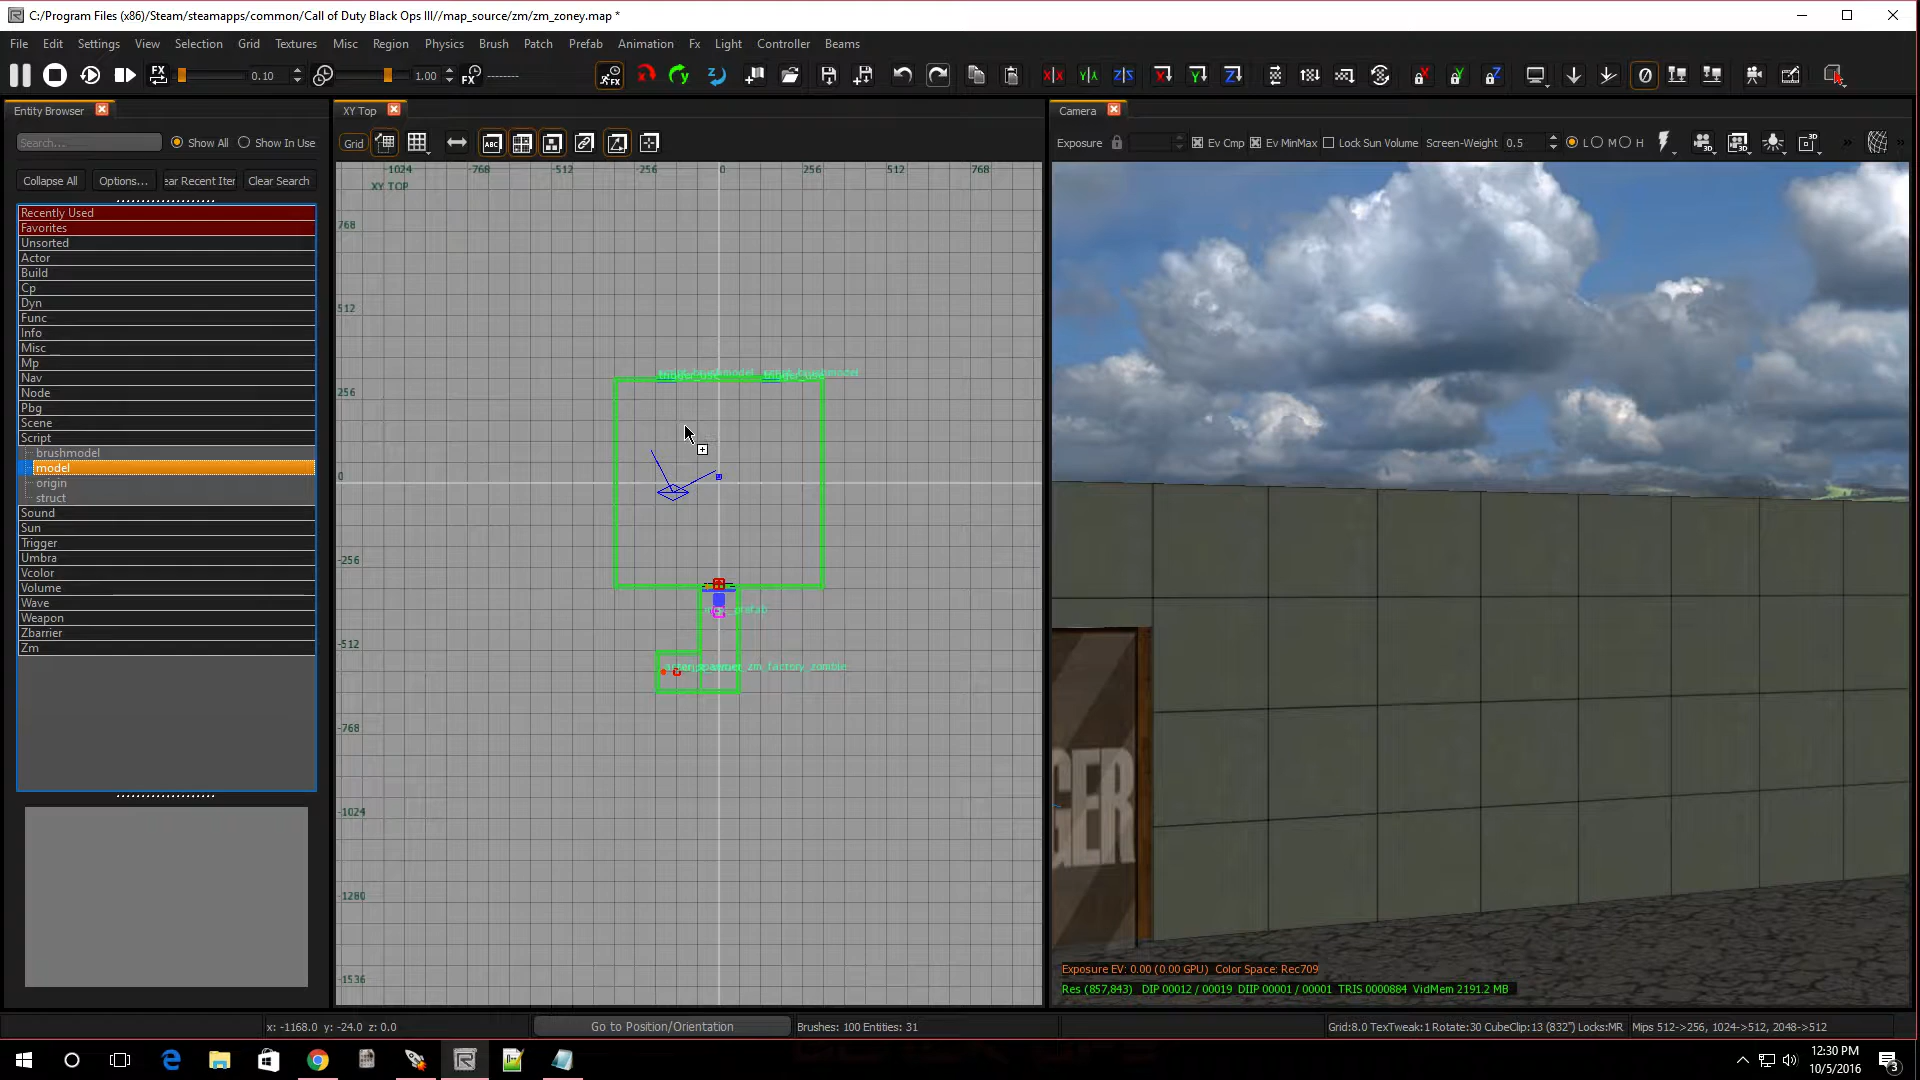 C:/Program Files (x86)/Steam/steamapps/common/Call of Duty Black Ops III//map_source/zm/zm_zoney.map *
File Edit Settings View Selection Grid Textures Misc Region Physics Brush Patch Prefab Animation Fx Light Controller Beams
FX 0.10 1.00 FX --------
Entity Browser
XY Top
Camera
Search...
Show All
Show In Use
Grid
ABC
Exposure
Ev Cmp
Ev MinMax
Lock Sun Volume
Screen-Weight 0.5
L M H
Collapse All
Options...
ear Recent Iter
Clear Search
Recently Used
Favorites
Unsorted
Actor
Build
Cp
Dyn
Func
Info
Misc
Mp
Nav
Node
Pbg
Scene
Script
brushmodel
model
origin
struct
Sound
Sun
Trigger
Umbra
Vcolor
Volume
Wave
Weapon
Zbarrier
Zm
-1024 -768 -512 -256 0 256 512 768
XY TOP
768
512
256
0
-256
-512
-768
-1024
-1280
-1536
GER
Exposure EV: 0.00 (0.00 GPU) Color Space: Rec709
Res (857,843) DIP 00012 / 00019 DIIP 00001 / 00001 TRIS 0000884 VidMem 2191.2 MB
x: -1168.0 y: -24.0 z: 0.0
Go to Position/Orientation
Brushes: 100 Entities: 31
Grid:8.0 TexTweak:1 Rotate:30 CubeClip:13 (832") Locks:MR
Mips 512->256, 1024->512, 2048->512
12:30 PM
10/5/2016
3